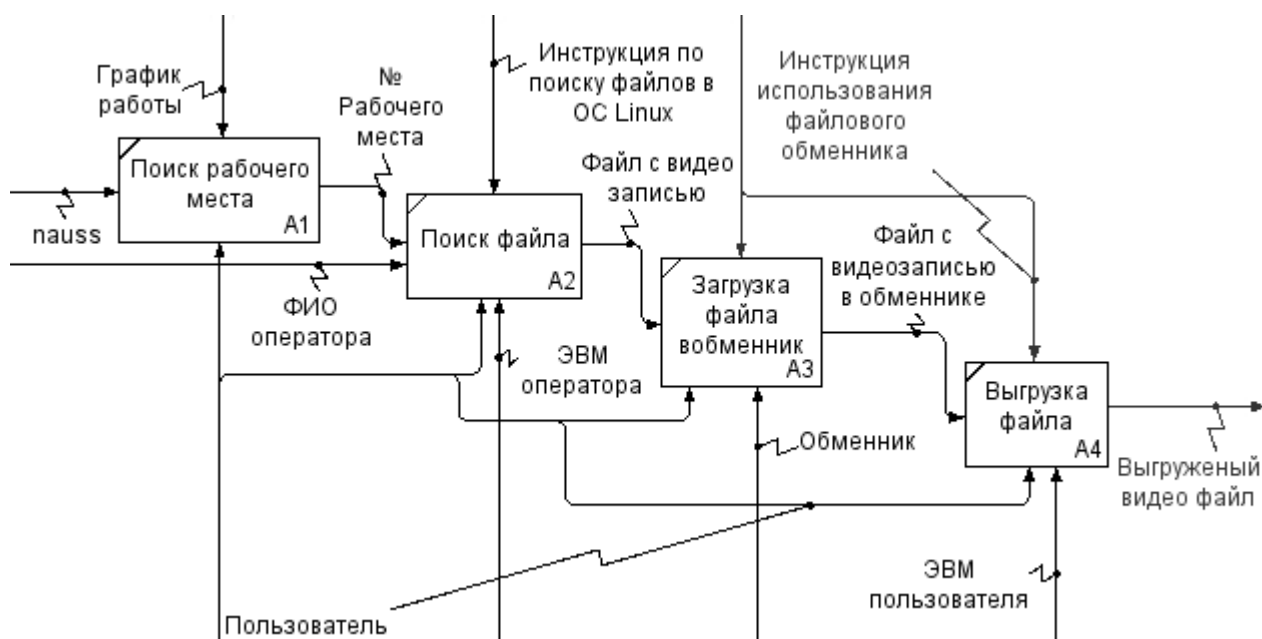 График
работы
№
Рабочего
места
Инструкция по
поиску файлов в
ОС Linux
Инструкция
использования
файлового
обменника
Поиск рабочего
места
A1
nauss
ФИО
оператора
Поиск файла
A2
Файл с видео
записью
ЭВМ
оператора
Загрузка
файла
вобменник
A3
Файл с
видеозаписью
в обменнике
Обменник
Выгрузка
файла
A4
Выгруженый
видео файл
Пользователь
ЭВМ
пользователя